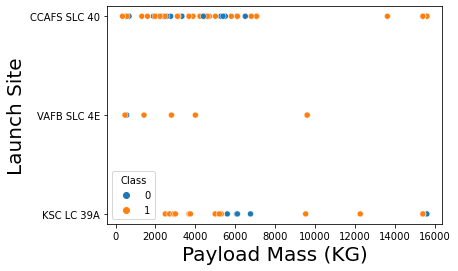 CCAFS SLC 40
VAFB SLC 4E
KSC LC 39A
Launch Site
Class
0
1
0 2000 4000 6000 8000 10000 12000 14000 16000
Payload Mass (KG)